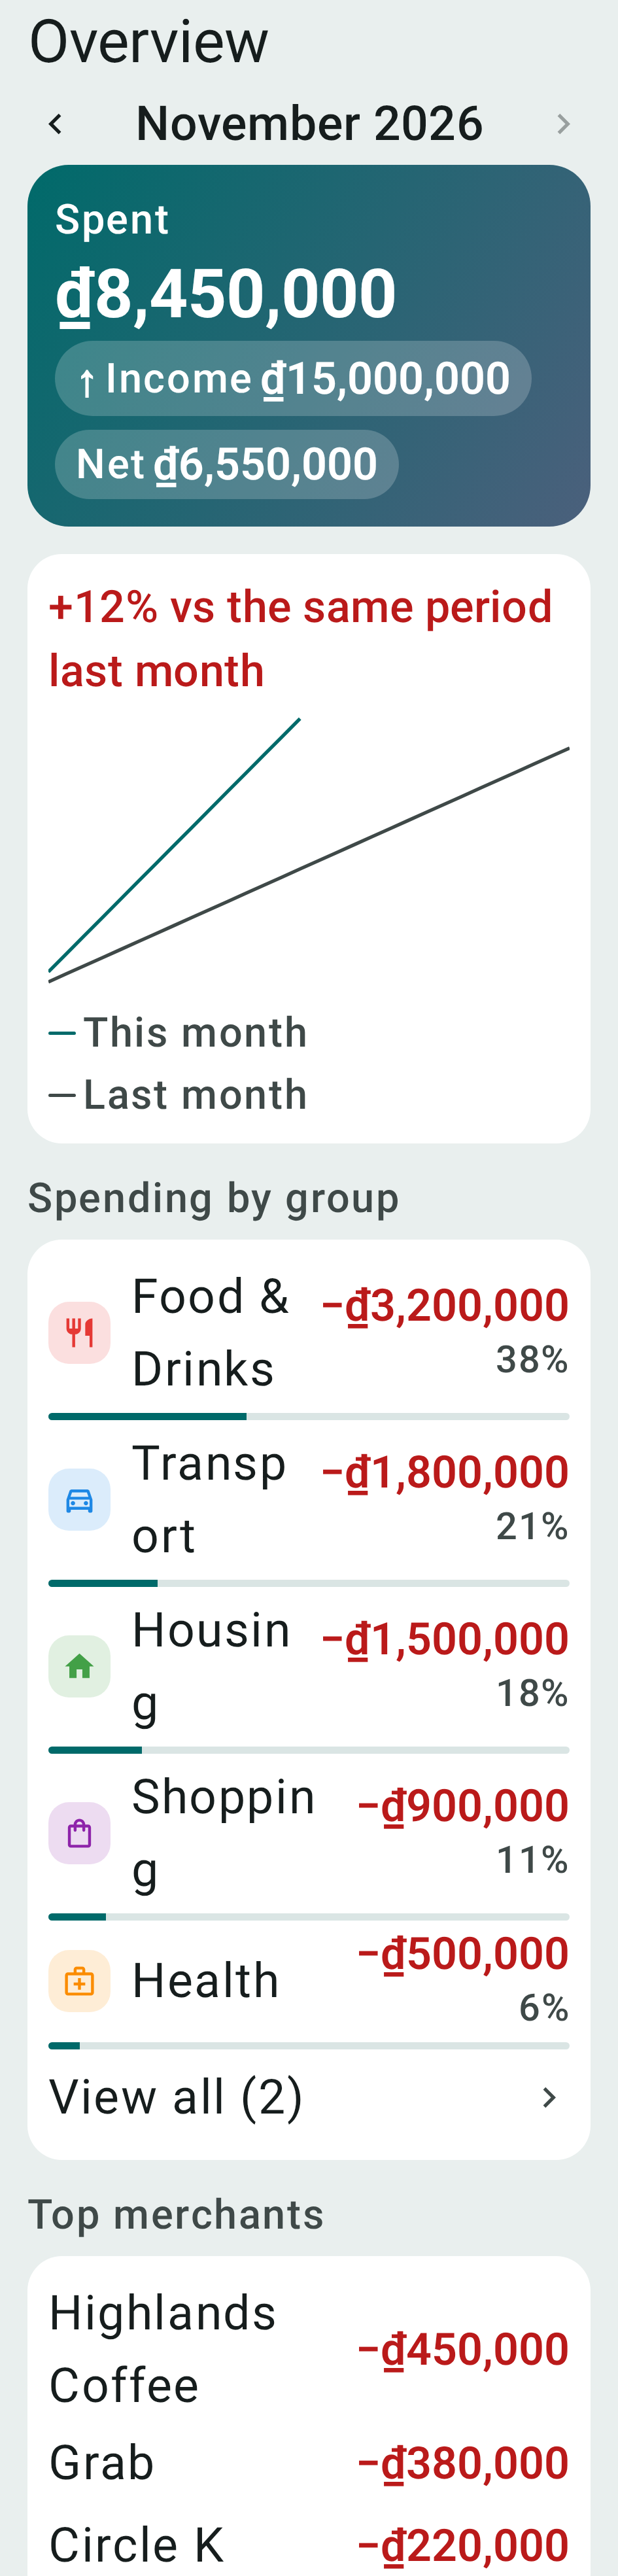 Overview
November 2026
Spent
₫8,450,000
↑ Income ₫15,000,000
Net ₫6,550,000
+12% vs the same period
last month
This month
Last month
Spending by group
Food &
Drinks
−₫3,200,000
38%
Transp
ort
−₫1,800,000
21%
Housin
g
−₫1,500,000
18%
Shoppin
g
−₫900,000
11%
Health
−₫500,000
6%
View all (2)
Top merchants
Highlands
Coffee
−₫450,000
Grab
−₫380,000
Circle K
−₫220,000